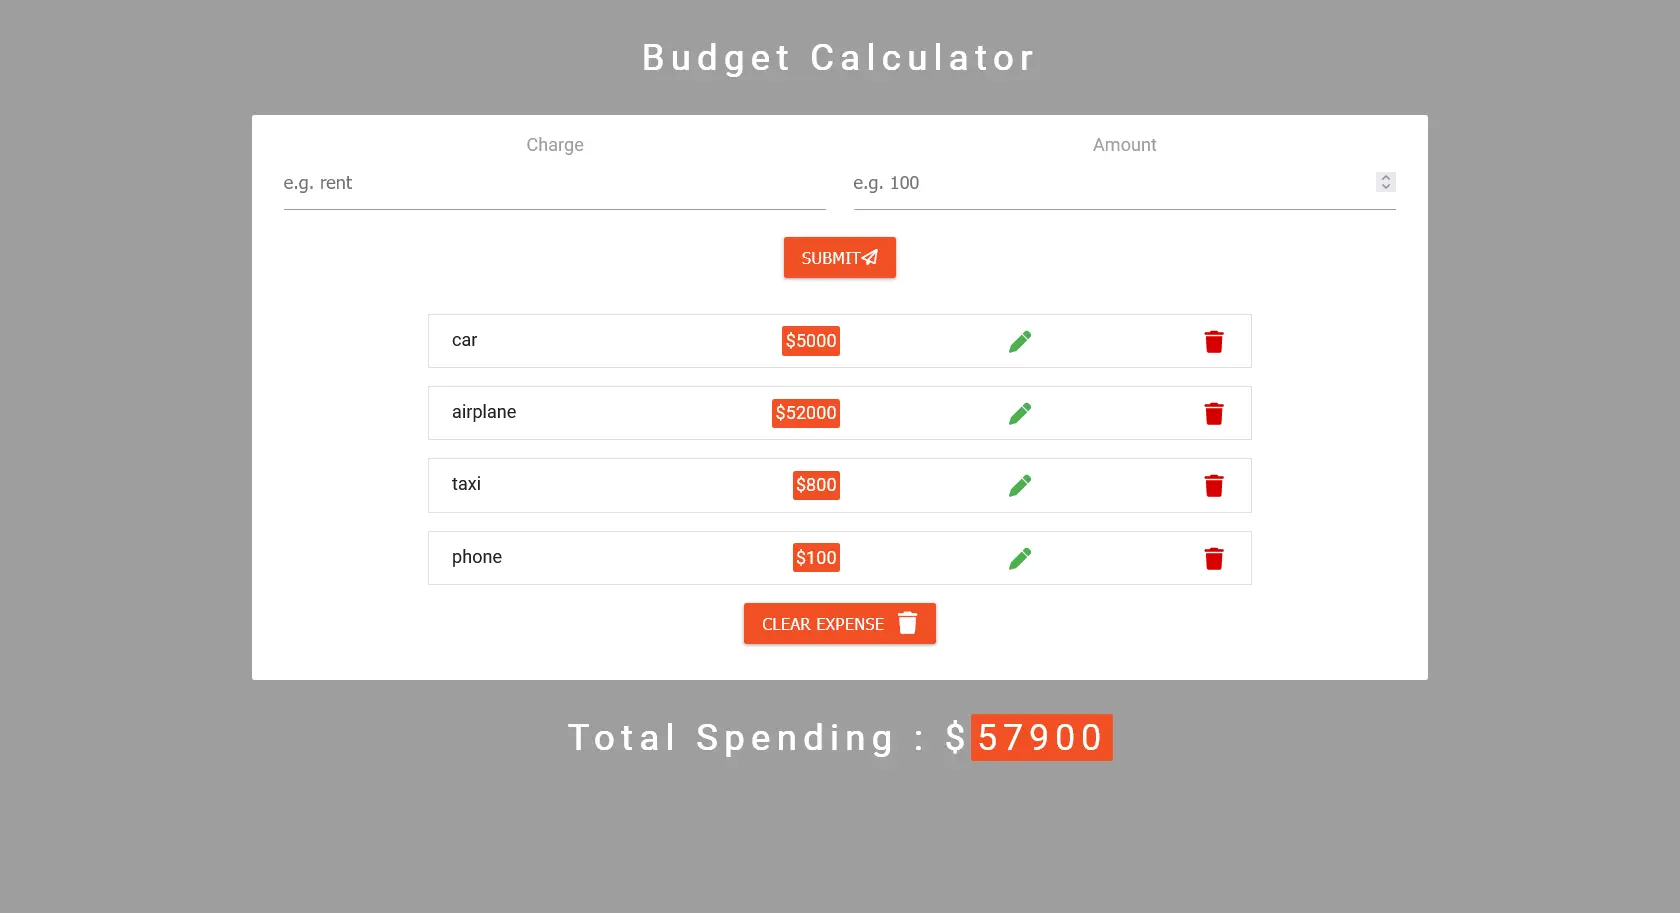 Budget Calculator
Charge
Amount
e.g. rent
e.g. 100
SUBMIT
car $5000
airplane $52000
taxi $800
phone $100
CLEAR EXPENSE
Total Spending : $57900